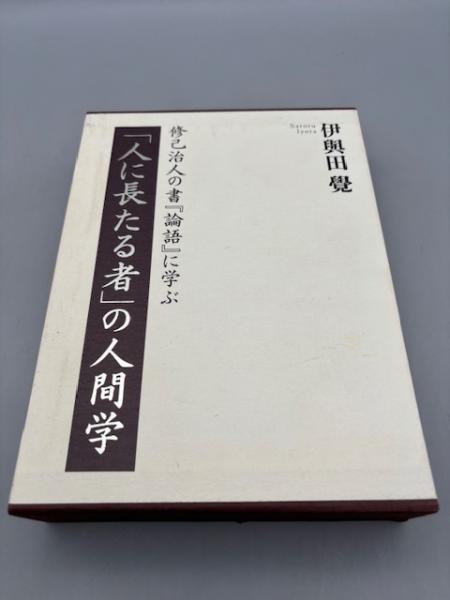 伊與田 覺
Satoru
Iyota
修己治人の書『論語』に学ぶ
「人に長たる者」の人間学